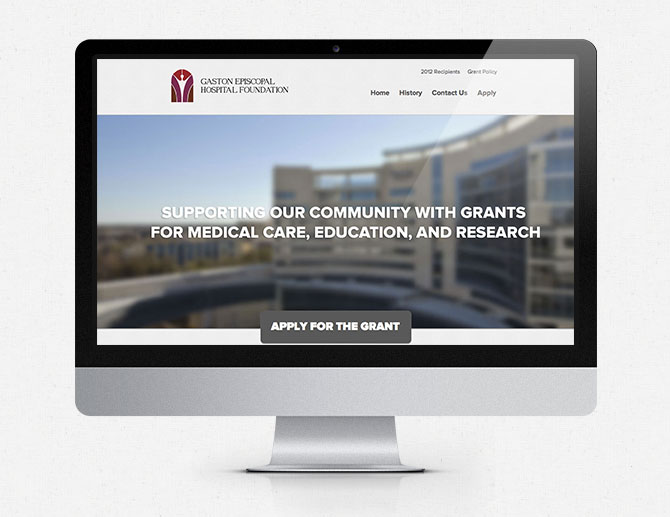 2012 Recipients Grant Policy
GASTON EPISCOPAL
HOSPITAL FOUNDATION
Home History Contact Us Apply
SUPPORTING OUR COMMUNITY WITH GRANTS
FOR MEDICAL CARE, EDUCATION, AND RESEARCH
APPLY FOR THE GRANT